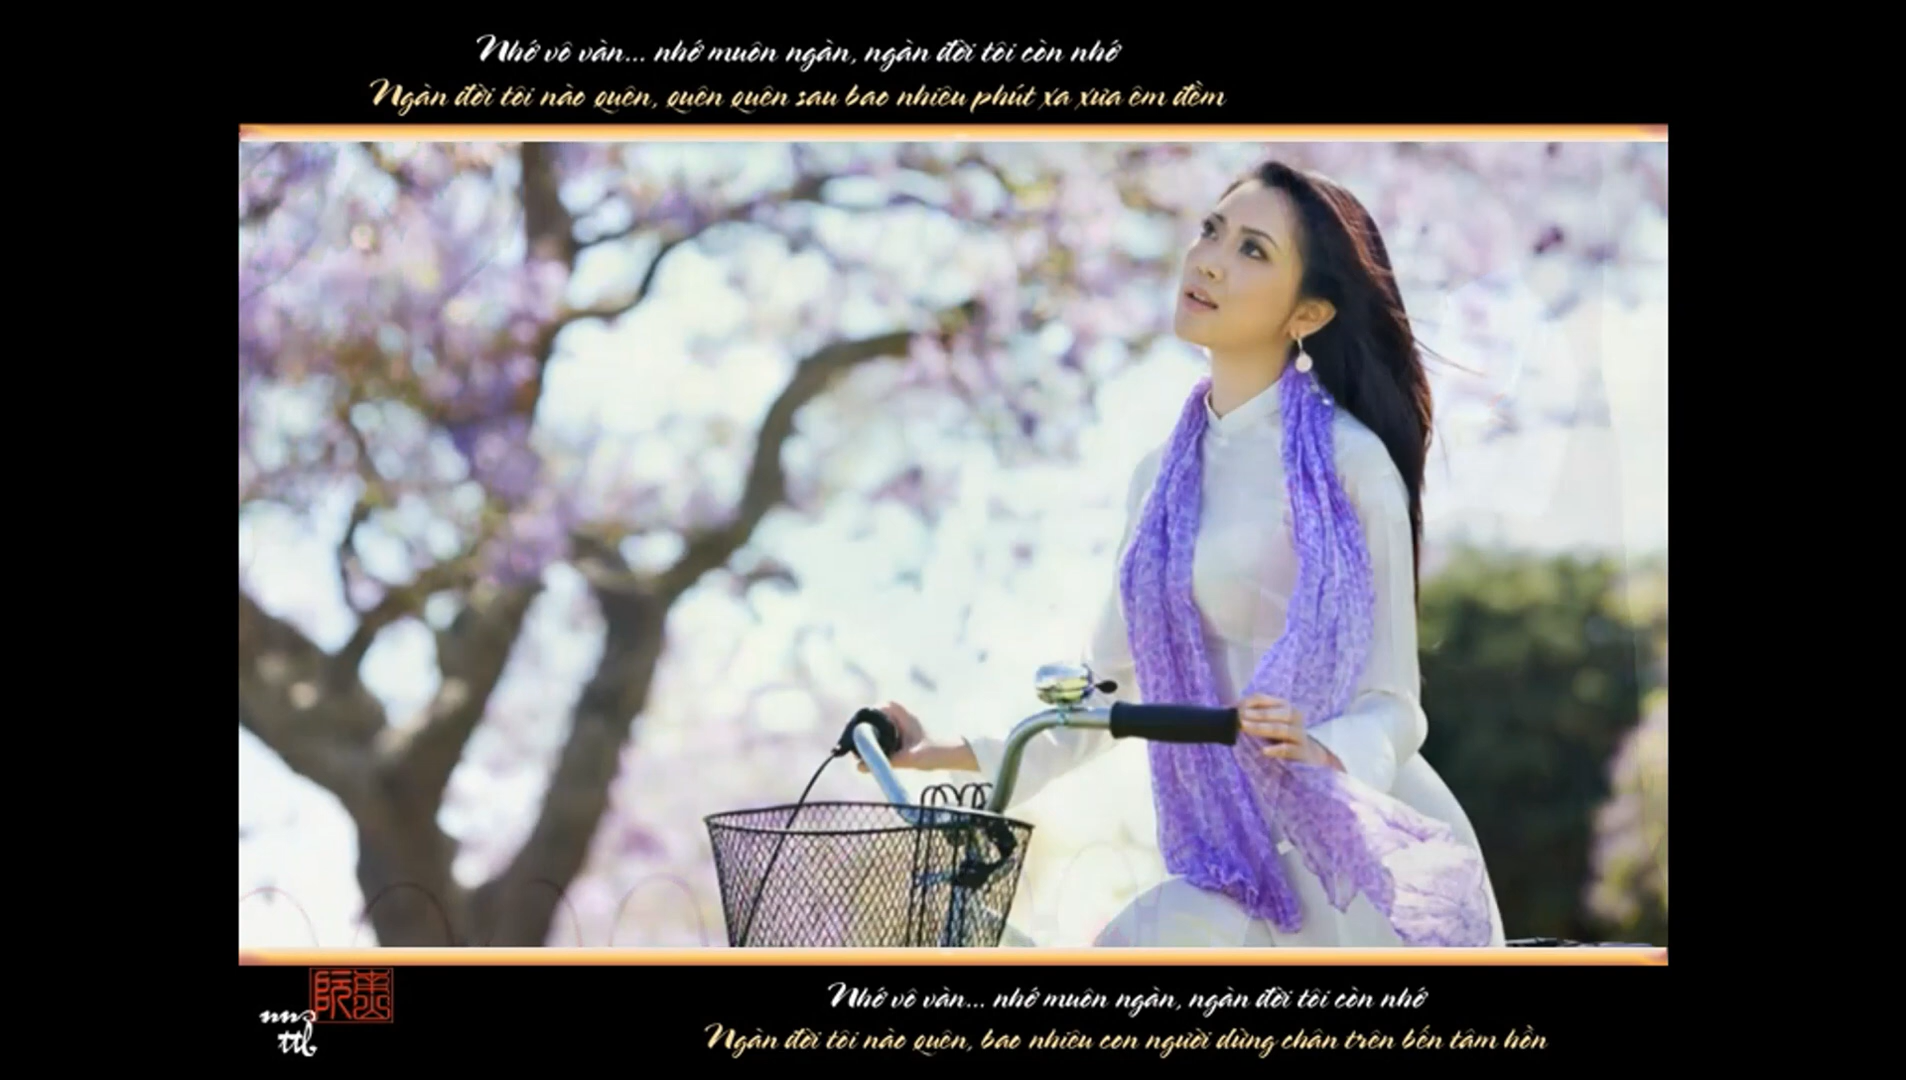 Nhớ vô vàn... nhớ muôn ngàn, ngàn đời tôi còn nhớ
Ngàn đời tôi nào quên, quên quên sau bao nhiêu phút xa xưa êm đềm
nnz
ttb
Nhớ vô vàn... nhớ muôn ngàn, ngàn đời tôi còn nhớ
Ngàn đời tôi nào quên, bao nhiêu con người dừng chân trên bến tâm hồn